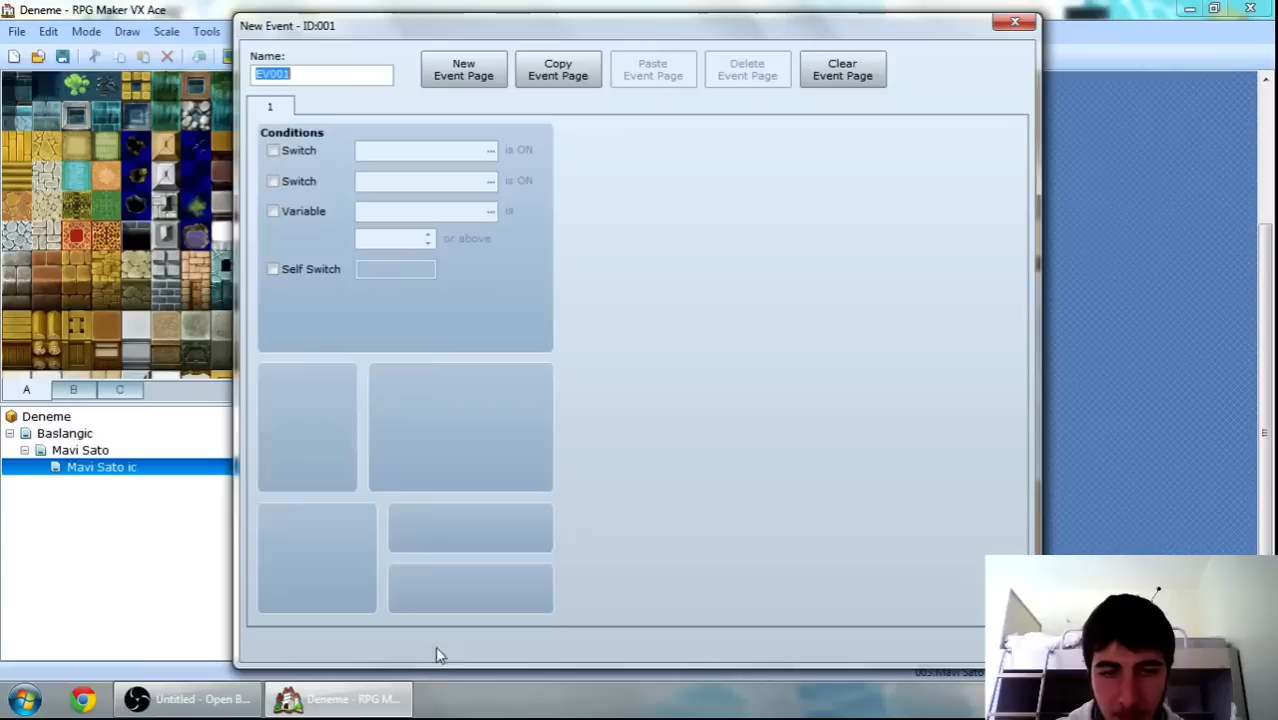 Deneme - RPG Maker VX Ace
File Edit Mode Draw Scale Tools
New Event - ID:001
Name:
EV001
New Event Page
Copy Event Page
Paste Event Page
Delete Event Page
Clear Event Page
1
Conditions
Switch ... is ON
Switch ... is ON
Variable ... is
or above
Self Switch
A B C
Deneme
Baslangic
Mavi Sato
Mavi Sato ic
Untitled - Open B...
Deneme - RPG M...